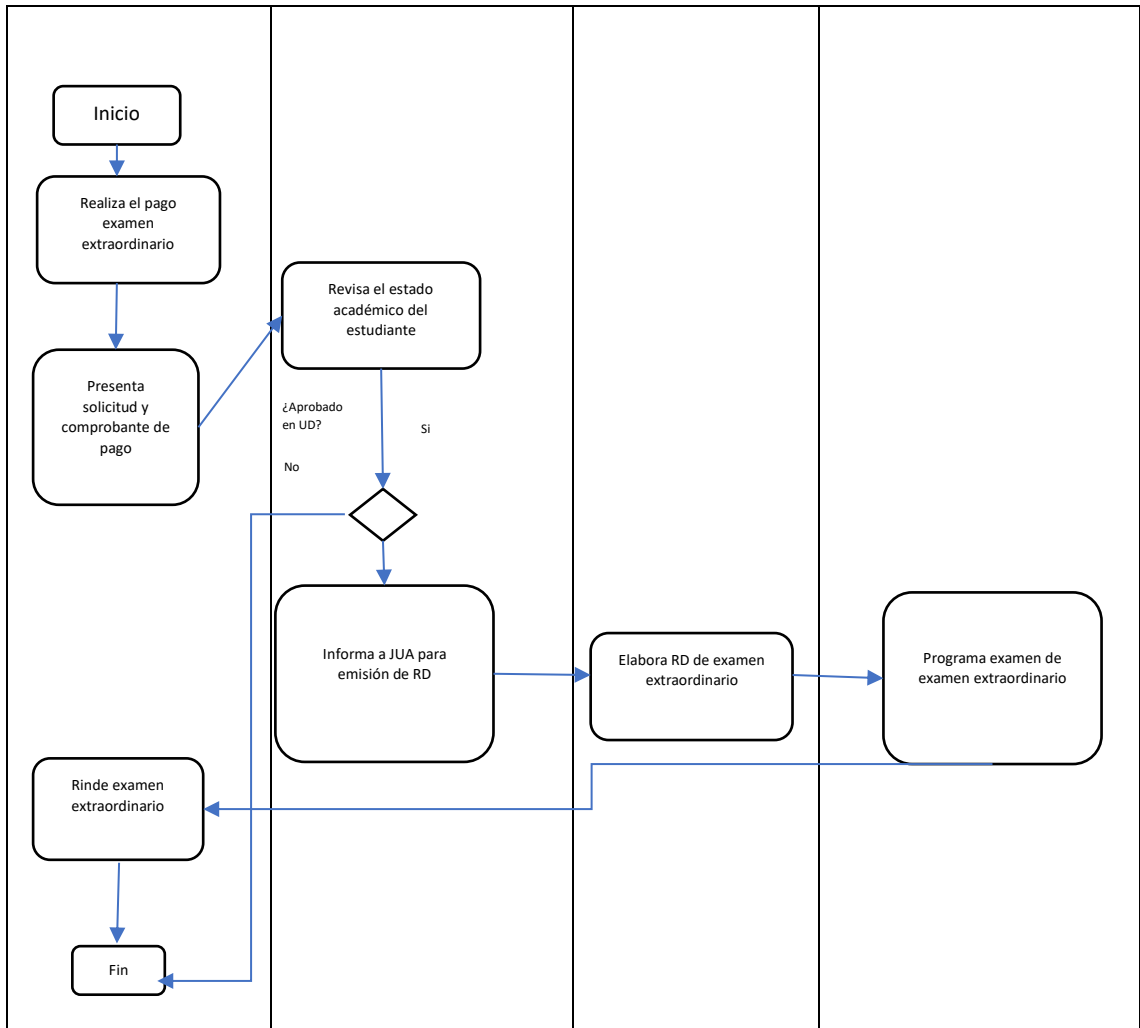 Inicio
Realiza el pago
examen
extraordinario
Presenta
solicitud y
comprobante de
pago
Revisa el estado
académico del
estudiante
¿Aprobado
en UD?
Si
No
Informa a JUA para
emisión de RD
Elabora RD de examen
extraordinario
Programa examen de
examen extraordinario
Rinde examen
extraordinario
Fin